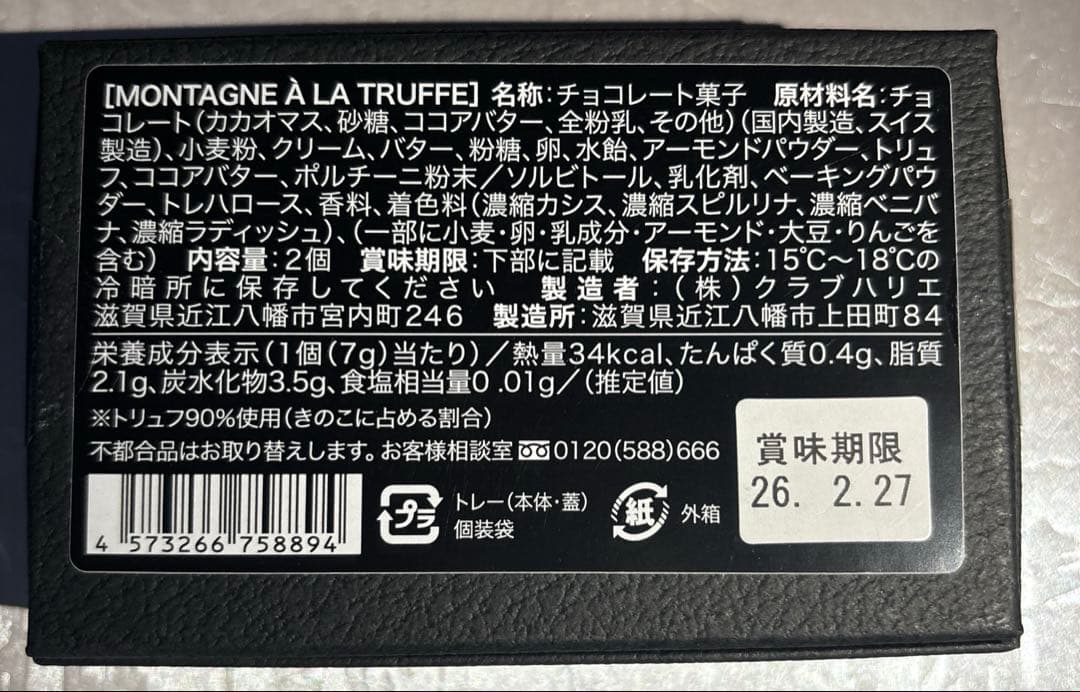 [MONTAGNE À LA TRUFFE] 名称:チョコレート菓子 原材料名:チョ
コレート(カカオマス、砂糖、ココアバター、全粉乳、その他)(国内製造、スイス
製造)、小麦粉、クリーム、バター、粉糖、卵、水飴、アーモンドパウダー、トリュ
フ、ココアバター、ポルチーニ粉末/ソルビトール、乳化剤、ベーキングパウ
ダー、トレハロース、香料、着色料(濃縮カシス、濃縮スピルリナ、濃縮ベニバ
ナ、濃縮ラディッシュ)、(一部に小麦・卵・乳成分・アーモンド・大豆・りんごを
含む) 内容量:2個 賞味期限:下部に記載 保存方法:15℃~18℃の
冷暗所に保存してください 製造者:(株)クラブハリエ
滋賀県近江八幡市宮内町246 製造所:滋賀県近江八幡市上田町84
栄養成分表示(1個(7g)当たり)/熱量34kcal、たんぱく質0.4g、脂質
2.1g、炭水化物3.5g、食塩相当量0.01g/(推定値)
※トリュフ90%使用(きのこに占める割合)
不都合品はお取り替えします。お客様相談室 0120(588)666
賞味期限
26. 2.27
プラ トレー(本体・蓋)
個装袋
紙 外箱
4 573266 758894